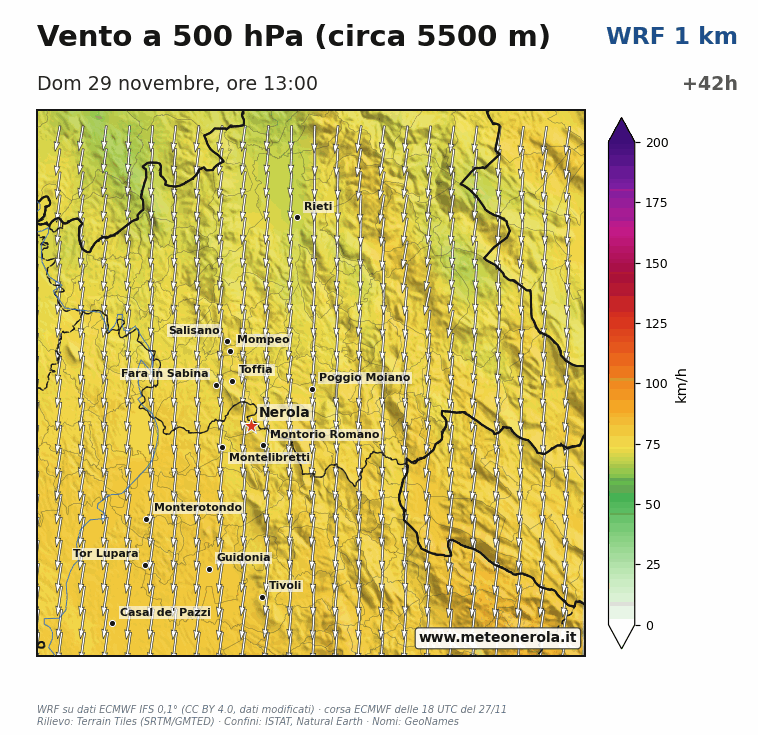 Vento a 500 hPa (circa 5500 m)
WRF 1 km
Dom 29 novembre, ore 13:00
+42h
Rieti
Salisano
Mompeo
Fara in Sabina
Toffia
Poggio Moiano
Nerola
Montorio Romano
Montelibretti
Monterotondo
Tor Lupara
Guidonia
Tivoli
Casal de' Pazzi
www.meteonerola.it
200
175
150
125
100
75
50
25
0
km/h
WRF su dati ECMWF IFS 0,1° (CC BY 4.0, dati modificati) · corsa ECMWF delle 18 UTC del 27/11
Rilievo: Terrain Tiles (SRTM/GMTED) · Confini: ISTAT, Natural Earth · Nomi: GeoNames